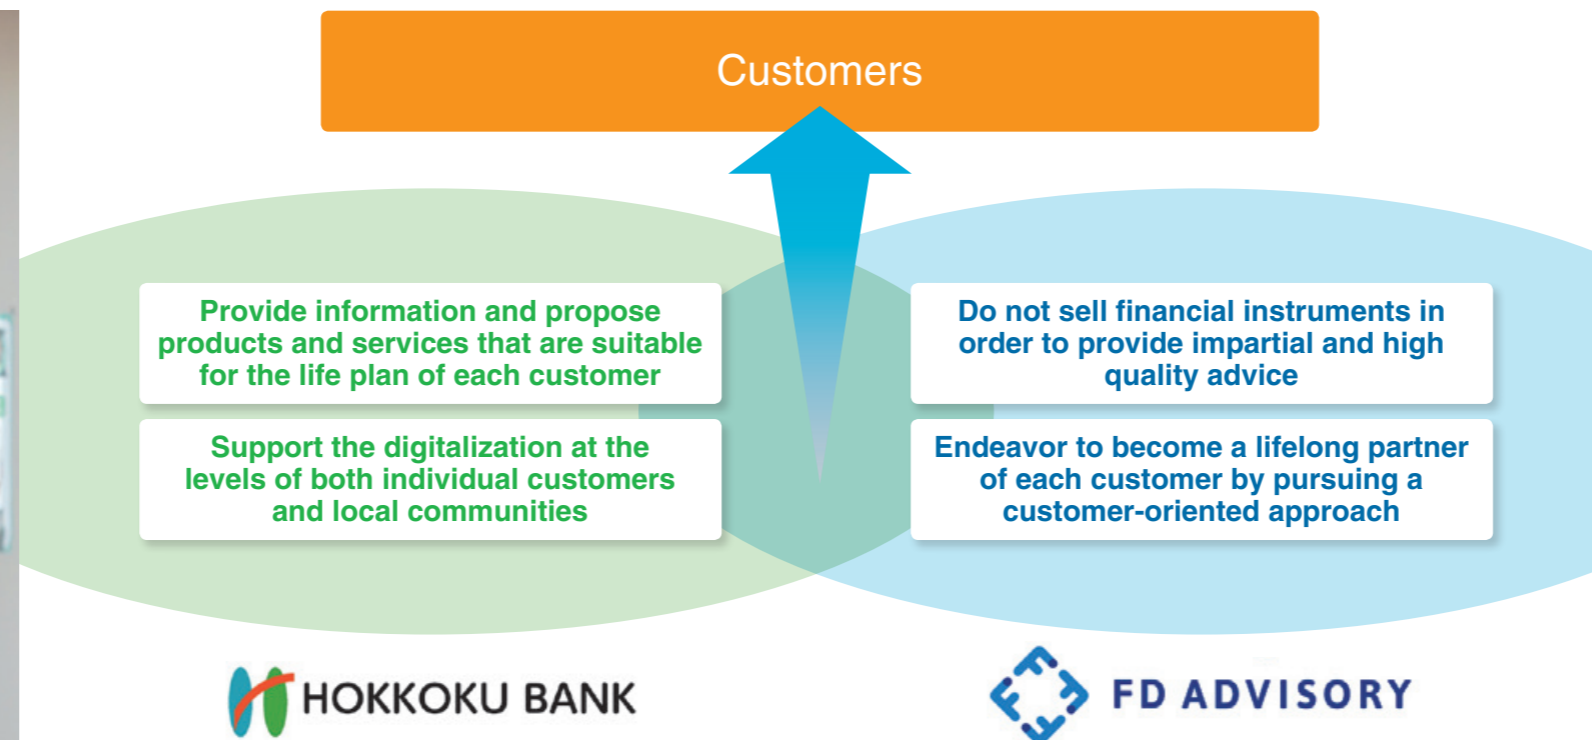 Customers
Provide information and propose
products and services that are suitable
for the life plan of each customer
Support the digitalization at the
levels of both individual customers
and local communities
Do not sell financial instruments in
order to provide impartial and high
quality advice
Endeavor to become a lifelong partner
of each customer by pursuing a
customer-oriented approach
HOKKOKU BANK
FD ADVISORY